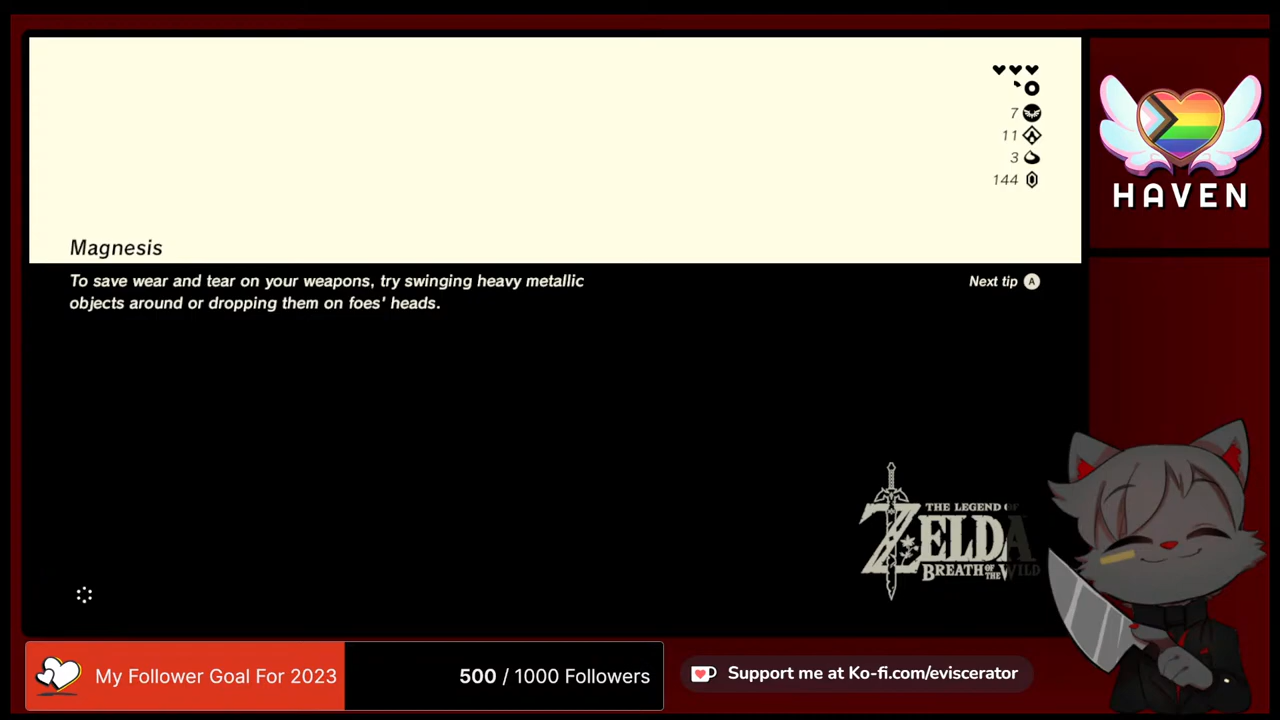 7
11
3
144
HAVEN
Magnesis
To save wear and tear on your weapons, try swinging heavy metallic
objects around or dropping them on foes' heads.
Next tip A
THE LEGEND OF
ZELDA
BREATH OF THE WILD
My Follower Goal For 2023
500 / 1000 Followers
Support me at Ko-fi.com/eviscerator